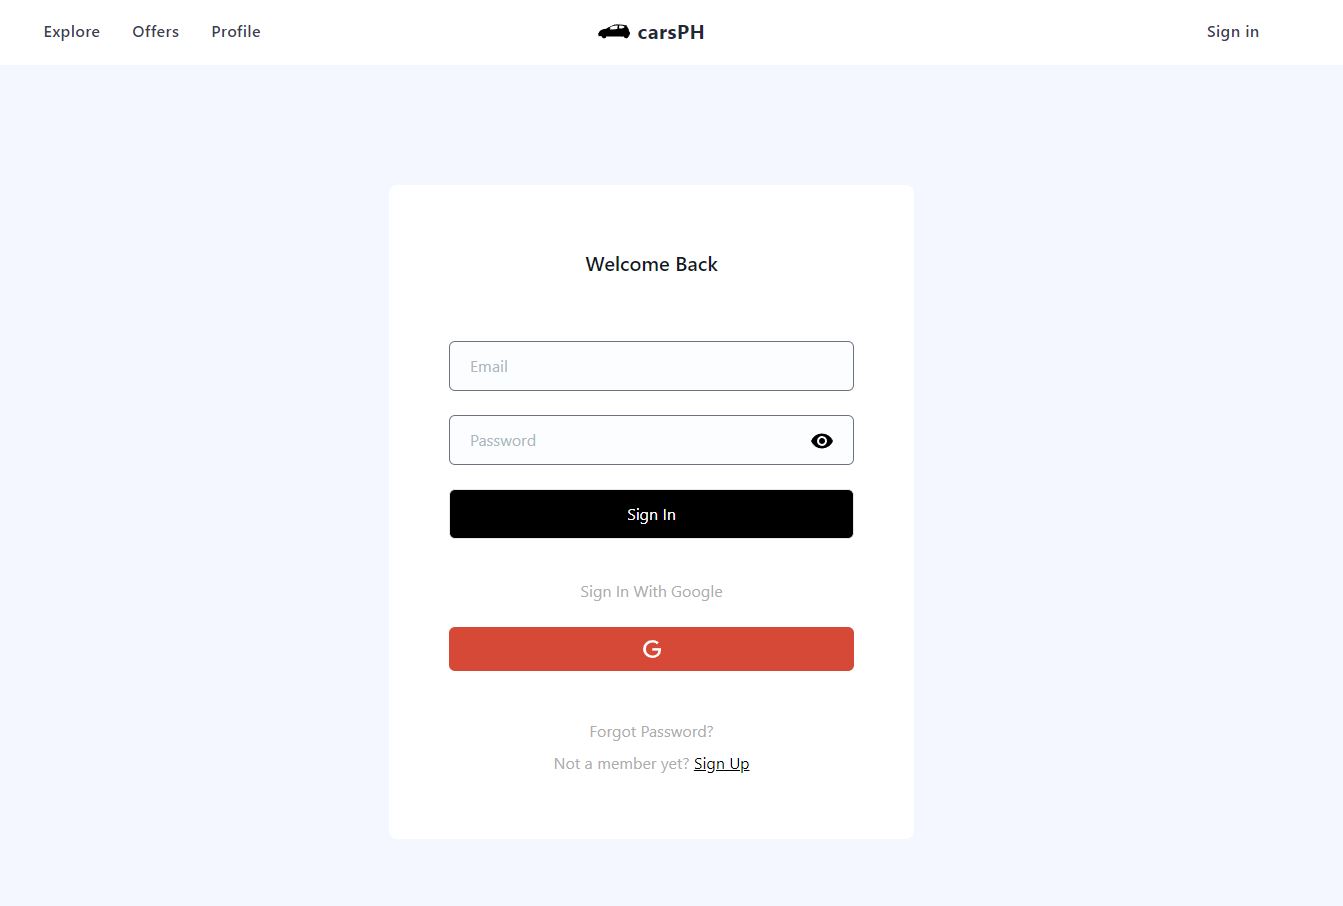 Explore Offers Profile carsPH Sign in
Welcome Back
Email
Password
Sign In
Sign In With Google
G
Forgot Password?
Not a member yet? Sign Up